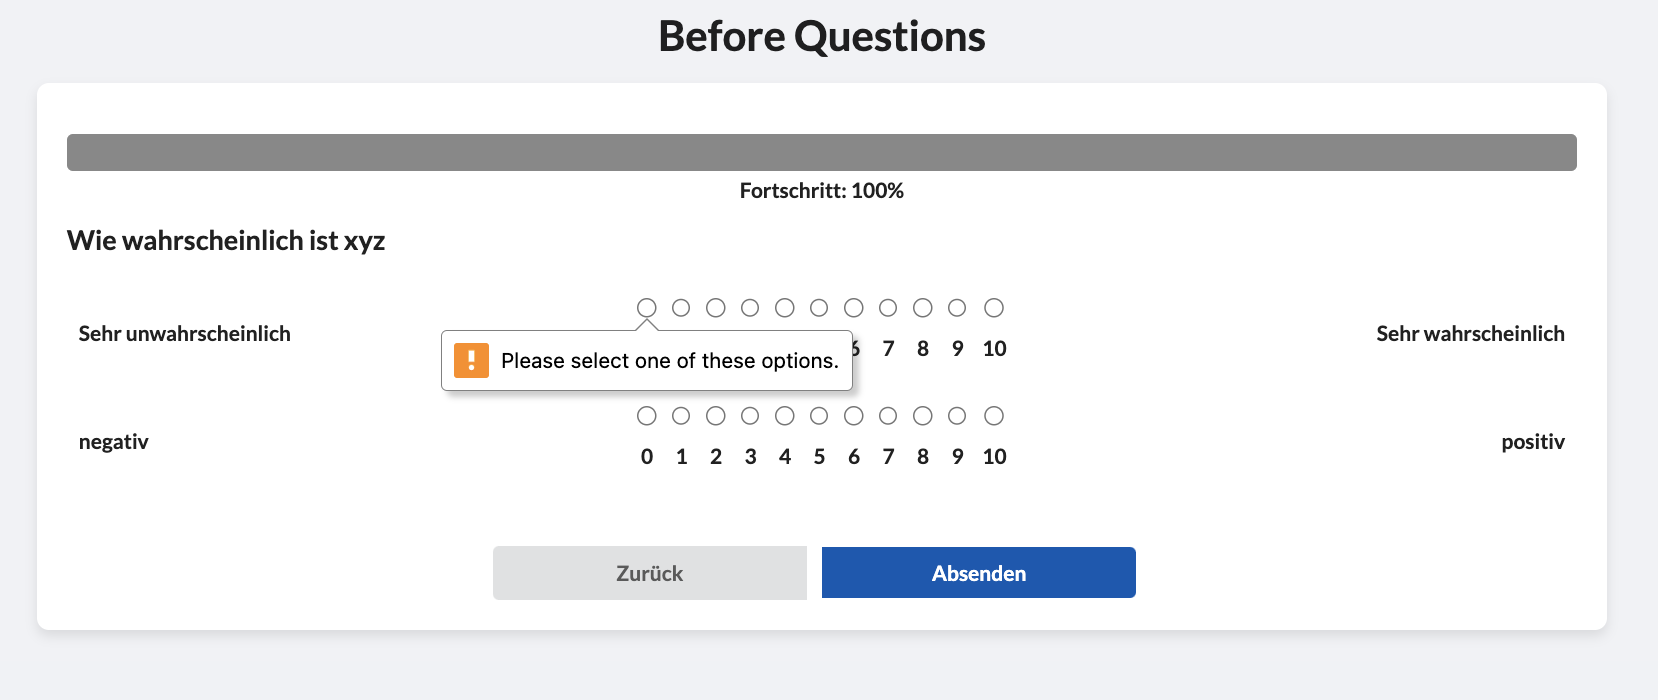 Before Questions
Fortschritt: 100%
Wie wahrscheinlich ist xyz
Sehr unwahrscheinlich
Please select one of these options.
6 7 8 9 10
Sehr wahrscheinlich
negativ
0 1 2 3 4 5 6 7 8 9 10
positiv
Zurück
Absenden